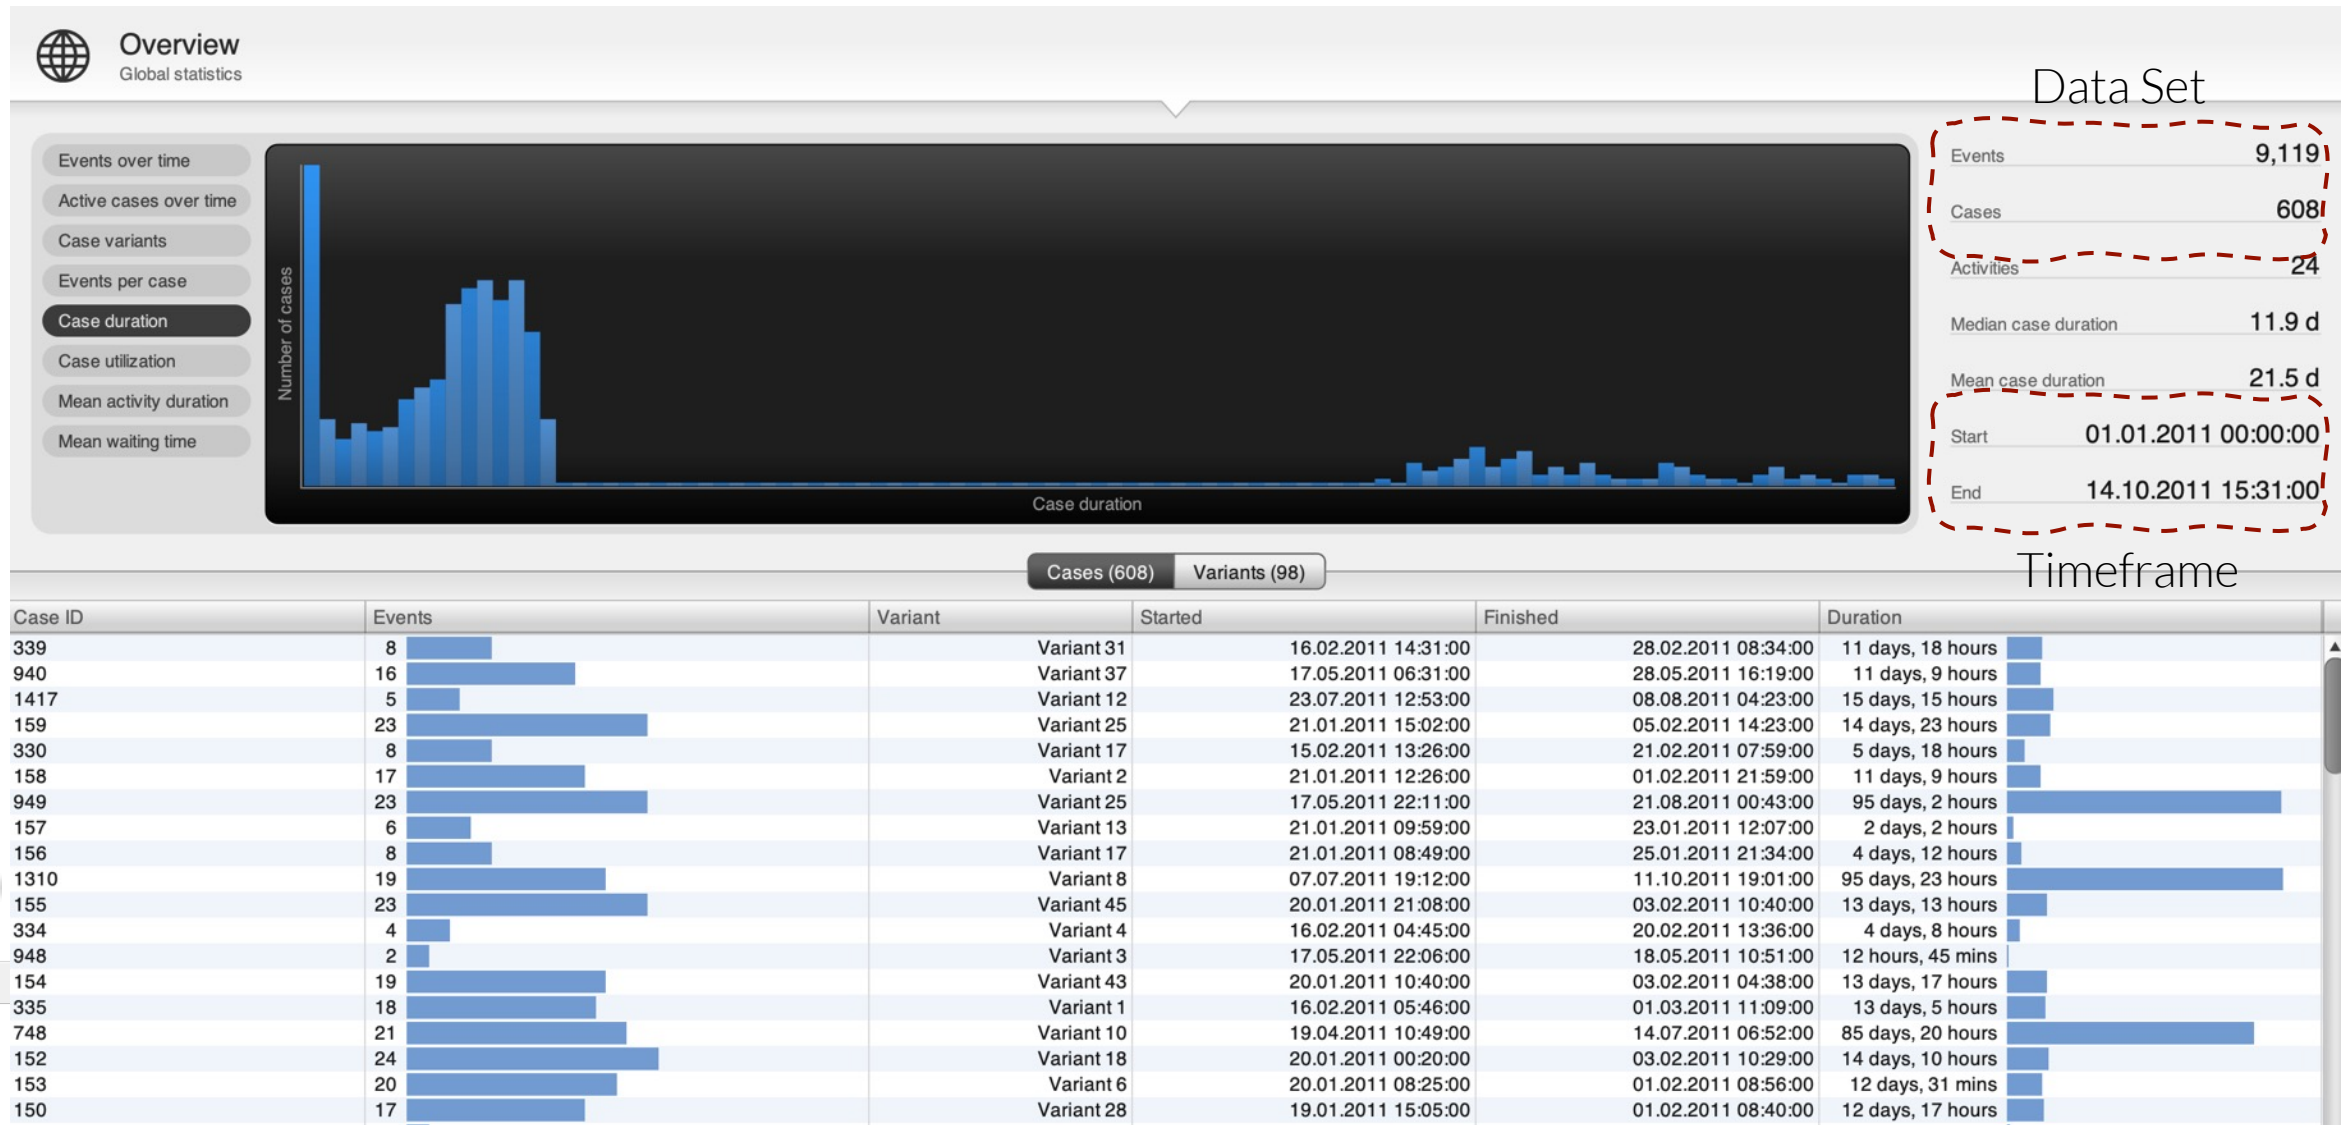 Overview
Global statistics
Data Set
Events over time
Active cases over time
Case variants
Events per case
Case duration
Case utilization
Mean activity duration
Mean waiting time
Number of cases
Case duration
Events 9,119
Cases 608
Activities 24
Median case duration 11.9 d
Mean case duration 21.5 d
Start 01.01.2011 00:00:00
End 14.10.2011 15:31:00
Timeframe
Cases (608) Variants (98)
Case ID Events Variant Started Finished Duration
339 8 Variant 31 16.02.2011 14:31:00 28.02.2011 08:34:00 11 days, 18 hours
940 16 Variant 37 17.05.2011 06:31:00 28.05.2011 16:19:00 11 days, 9 hours
1417 5 Variant 12 23.07.2011 12:53:00 08.08.2011 04:23:00 15 days, 15 hours
159 23 Variant 25 21.01.2011 15:02:00 05.02.2011 14:23:00 14 days, 23 hours
330 8 Variant 17 15.02.2011 13:26:00 21.02.2011 07:59:00 5 days, 18 hours
158 17 Variant 2 21.01.2011 12:26:00 01.02.2011 21:59:00 11 days, 9 hours
949 23 Variant 25 17.05.2011 22:11:00 21.08.2011 00:43:00 95 days, 2 hours
157 6 Variant 13 21.01.2011 09:59:00 23.01.2011 12:07:00 2 days, 2 hours
156 8 Variant 17 21.01.2011 08:49:00 25.01.2011 21:34:00 4 days, 12 hours
1310 19 Variant 8 07.07.2011 19:12:00 11.10.2011 19:01:00 95 days, 23 hours
155 23 Variant 45 20.01.2011 21:08:00 03.02.2011 10:40:00 13 days, 13 hours
334 4 Variant 4 16.02.2011 04:45:00 20.02.2011 13:36:00 4 days, 8 hours
948 2 Variant 3 17.05.2011 22:06:00 18.05.2011 10:51:00 12 hours, 45 mins
154 19 Variant 43 20.01.2011 10:40:00 03.02.2011 04:38:00 13 days, 17 hours
335 18 Variant 1 16.02.2011 05:46:00 01.03.2011 11:09:00 13 days, 5 hours
748 21 Variant 10 19.04.2011 10:49:00 14.07.2011 06:52:00 85 days, 20 hours
152 24 Variant 18 20.01.2011 00:20:00 03.02.2011 10:29:00 14 days, 10 hours
153 20 Variant 6 20.01.2011 08:25:00 01.02.2011 08:56:00 12 days, 31 mins
150 17 Variant 28 19.01.2011 15:05:00 01.02.2011 08:40:00 12 days, 17 hours